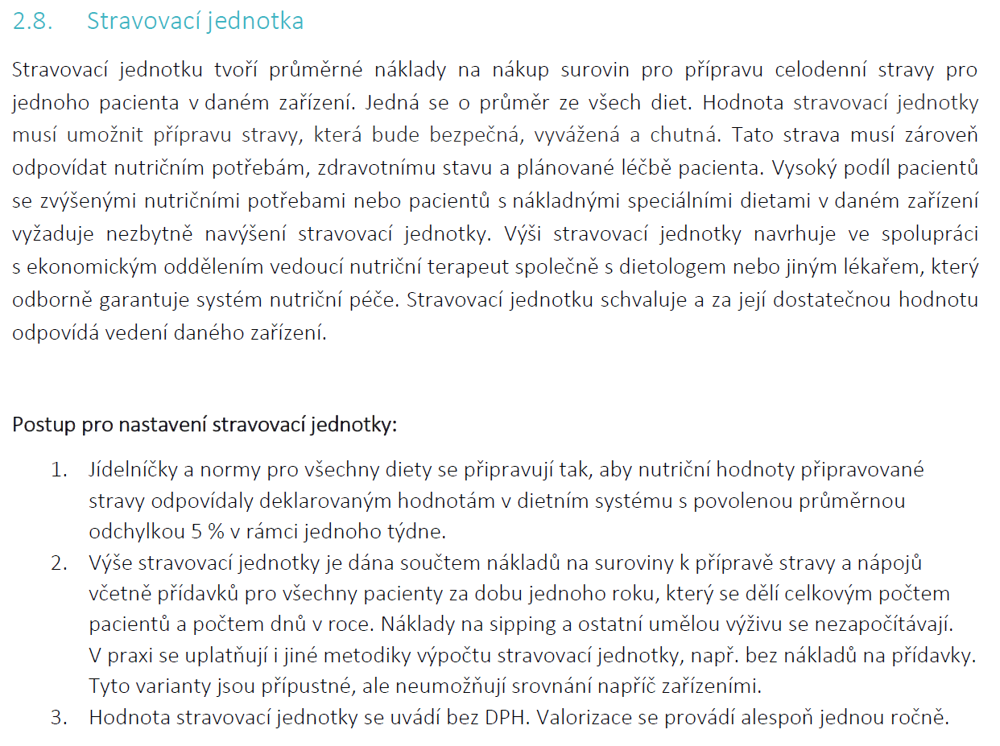 2.8. Stravovací jednotka
Stravovací jednotku tvoří průměrné náklady na nákup surovin pro přípravu celodenní stravy pro
jednoho pacienta v daném zařízení. Jedná se o průměr ze všech diet. Hodnota stravovací jednotky
musí umožnit přípravu stravy, která bude bezpečná, vyvážená a chutná. Tato strava musí zároveň
odpovídat nutričním potřebám, zdravotnímu stavu a plánované léčbě pacienta. Vysoký podíl pacientů
se zvýšenými nutričními potřebami nebo pacientů s nákladnými speciálními dietami v daném zařízení
vyžaduje nezbytně navýšení stravovací jednotky. Výši stravovací jednotky navrhuje ve spolupráci
s ekonomickým oddělením vedoucí nutriční terapeut společně s dietologem nebo jiným lékařem, který
odborně garantuje systém nutriční péče. Stravovací jednotku schvaluje a za její dostatečnou hodnotu
odpovídá vedení daného zařízení.
Postup pro nastavení stravovací jednotky:
1. Jídelníčky a normy pro všechny diety se připravují tak, aby nutriční hodnoty připravované
stravy odpovídaly deklarovaným hodnotám v dietním systému s povolenou průměrnou
odchylkou 5 % v rámci jednoho týdne.
2. Výše stravovací jednotky je dána součtem nákladů na suroviny k přípravě stravy a nápojů
včetně přídavků pro všechny pacienty za dobu jednoho roku, který se dělí celkovým počtem
pacientů a počtem dnů v roce. Náklady na sipping a ostatní umělou výživu se nezapočítávají.
V praxi se uplatňují i jiné metodiky výpočtu stravovací jednotky, např. bez nákladů na přídavky.
Tyto varianty jsou přípustné, ale neumožňují srovnání napříč zařízeními.
3. Hodnota stravovací jednotky se uvádí bez DPH. Valorizace se provádí alespoň jednou ročně.